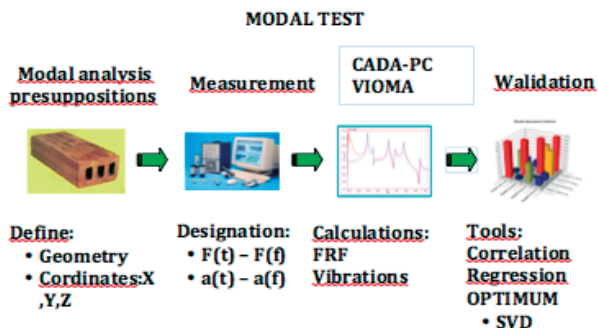 MODAL TEST
Modal analysis
presuppositions
Measurement
CADA-PC
VIOMA
Walidation
Define:
• Geometry
• Cordinates:X
,Y,Z
Designation:
• F(t) – F(f)
• a(t) – a(f)
Calculations:
FRF
Vibrations
Tools:
Correlation
Regression
OPTIMUM
• SVD